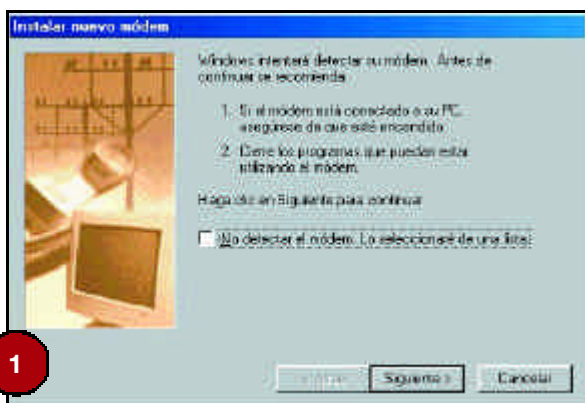 Instalar nuevo módem
Windows intentará detectar su módem. Antes de
continuar se recomienda:
1. Si el módem está conectado a su PC,
asegúrese de que esté encendido.
2. Cierre los programas que puedan estar
utilizando el módem.
Haga clic en Siguiente para continuar.
No detectar el módem. Lo seleccionaré de una lista.
Siguiente >
Cancelar
1